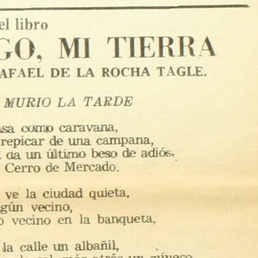 el libro
GO, MI TIERRA
AFAEL DE LA ROCHA TAGLE.
MURIO LA TARDE
sa como caravana,
repicar de una campana,
da un último beso de adiós.
Cerro de Mercado.
ve la ciudad quieta,
gún vecino,
o vecino en la banqueta,
la calle un albañil,